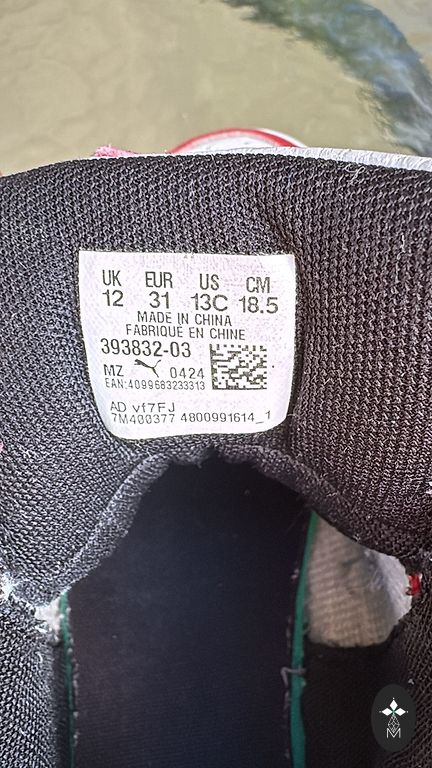 UK EUR US CM
12 31 13C 18.5
MADE IN CHINA
FABRIQUE EN CHINE
393832-03
MZ 0424
EAN:4099683233313
AD vf7FJ
7M400377 4800991614_1
M